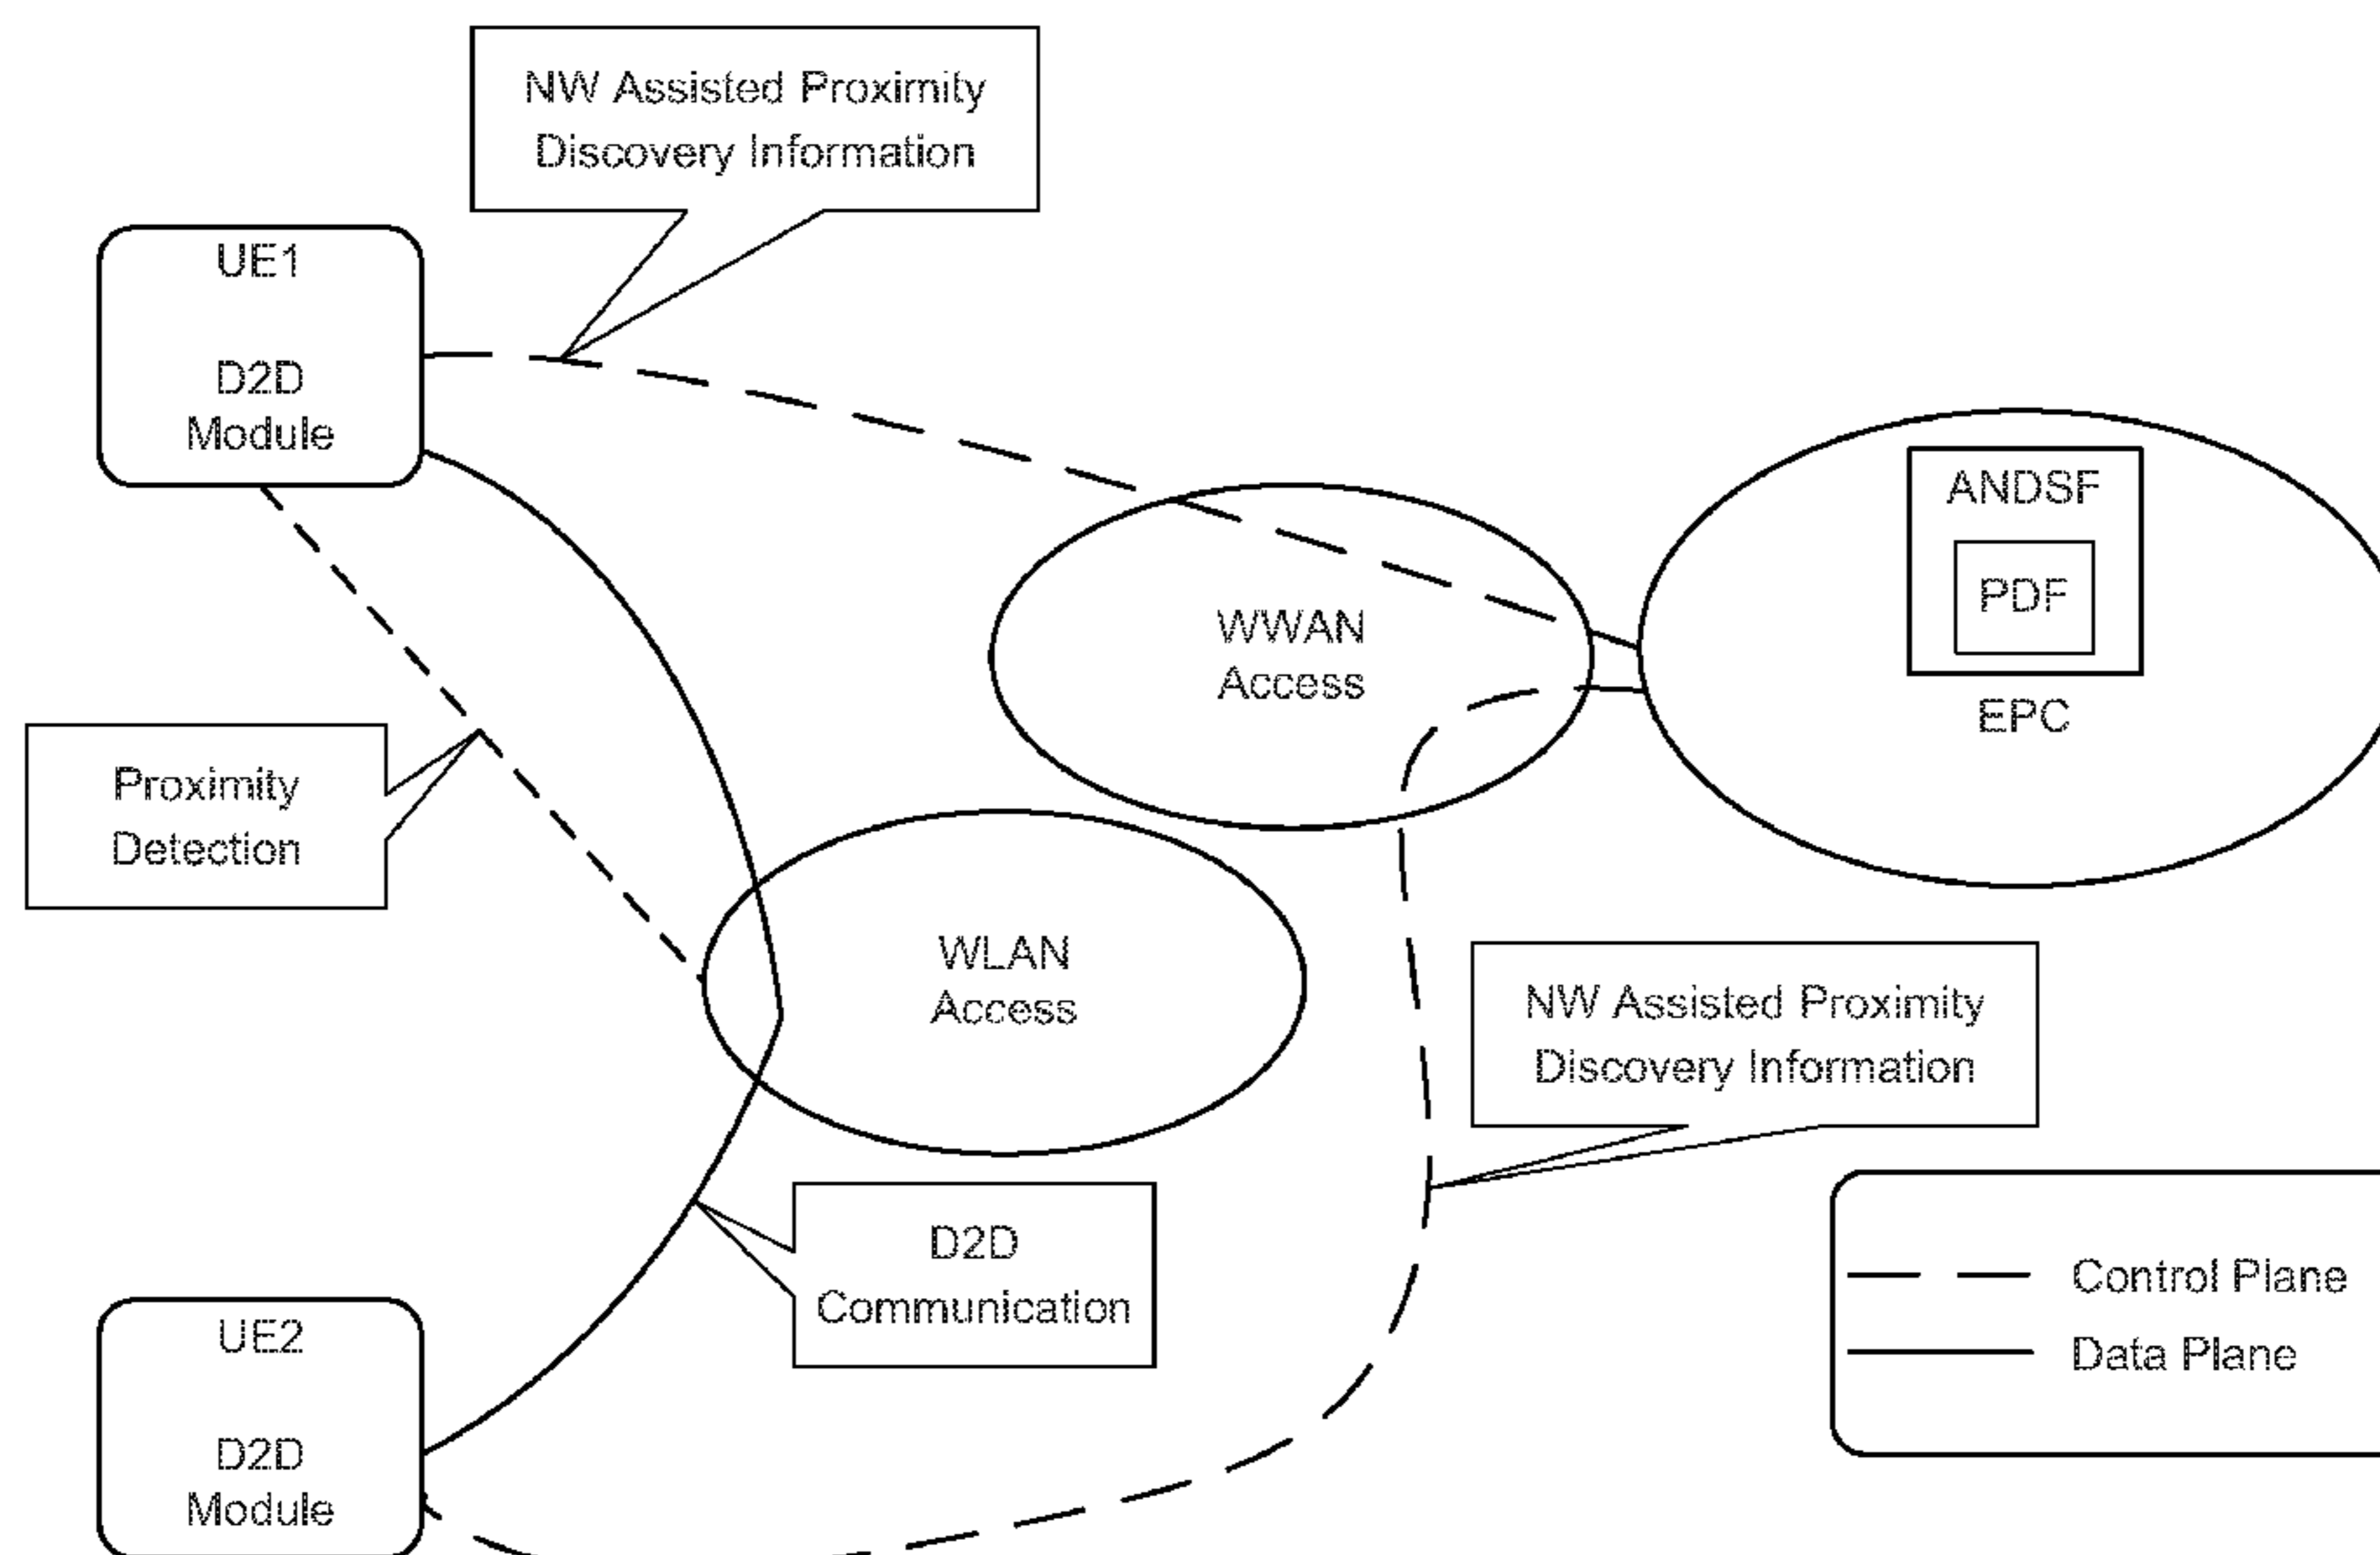 NW Assisted Proximity
Discovery Information
UE1
D2D
Module
ANDSF
PDF
EPC
WWAN
Access
Proximity
Detection
WLAN
Access
NW Assisted Proximity
Discovery Information
D2D
Communication
UE2
D2D
Module
Control Plane
Data Plane